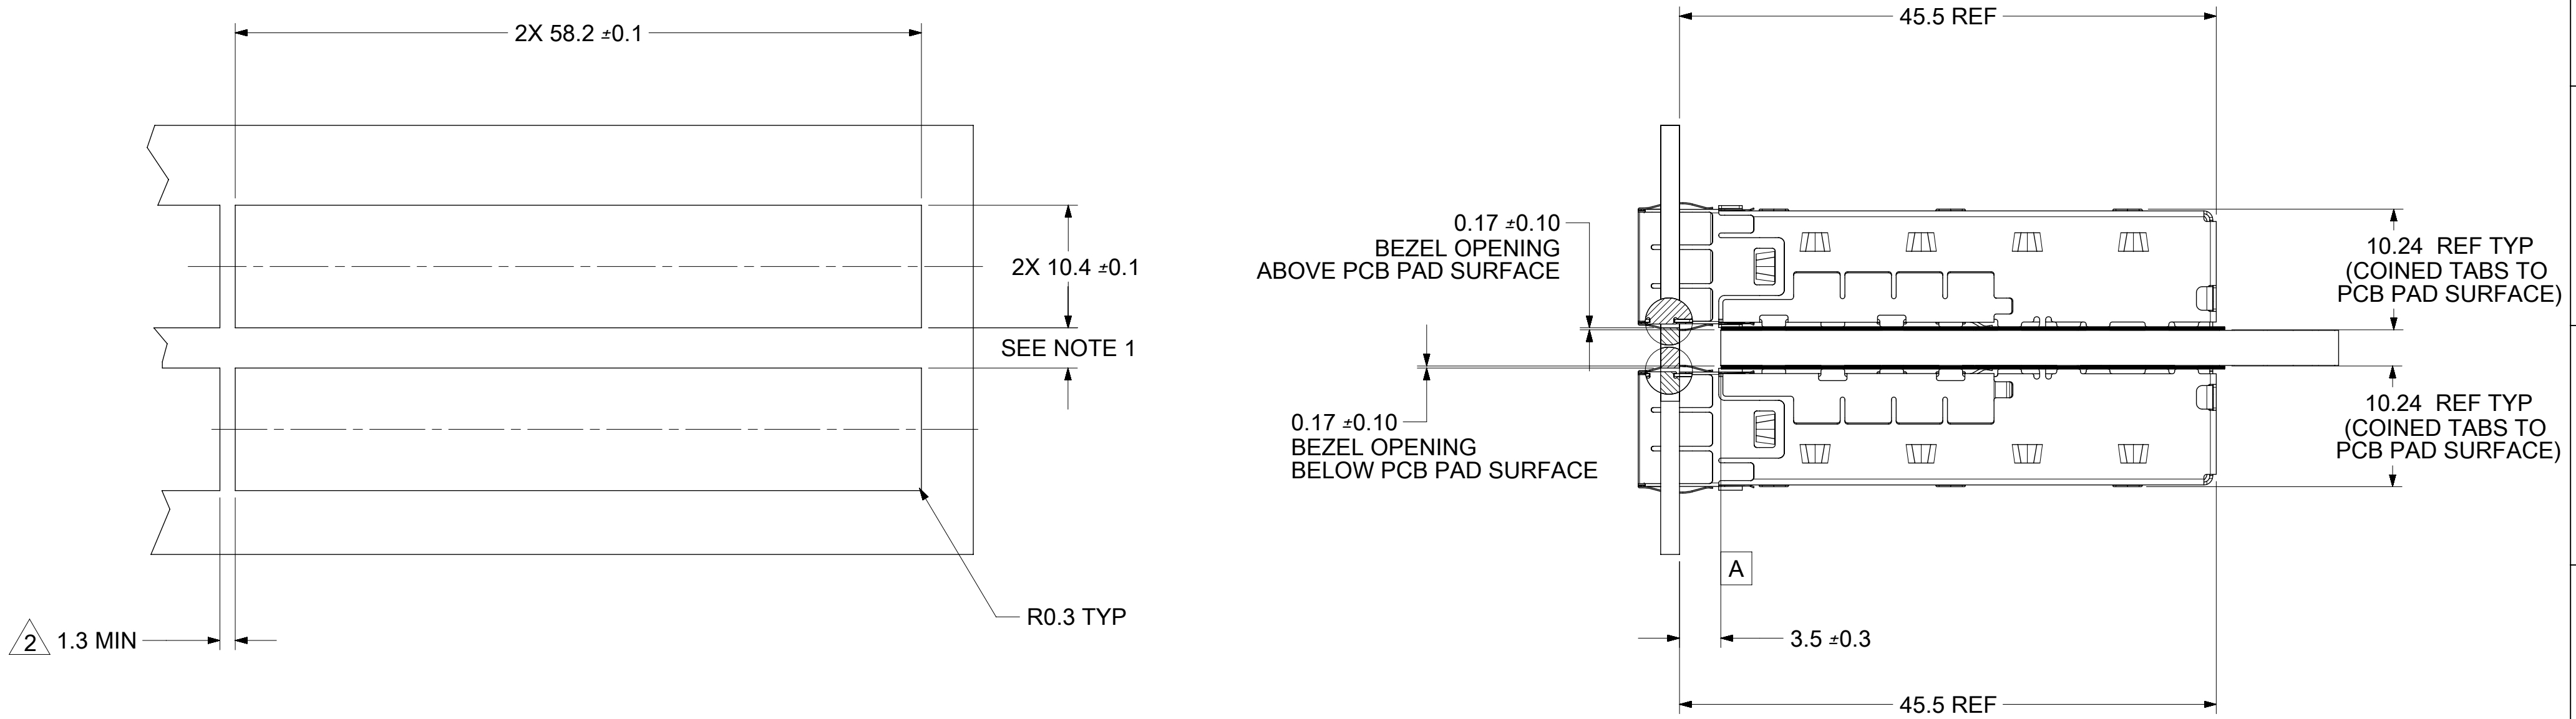 2X 58.2 ±0.1
2X 10.4 ±0.1
SEE NOTE 1
R0.3 TYP
2
1.3 MIN
45.5 REF
0.17 ±0.10
BEZEL OPENING
ABOVE PCB PAD SURFACE
10.24 REF TYP
(COINED TABS TO
PCB PAD SURFACE)
0.17 ±0.10
BEZEL OPENING
BELOW PCB PAD SURFACE
10.24 REF TYP
(COINED TABS TO
PCB PAD SURFACE)
A
3.5 ±0.3
45.5 REF